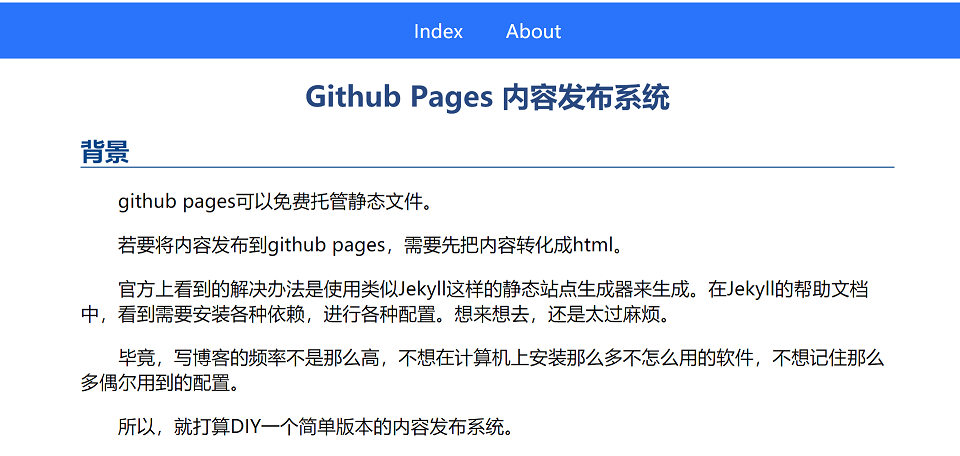 Index About
Github Pages 内容发布系统
背景
github pages可以免费托管静态文件。
若要将内容发布到github pages，需要先把内容转化成html。
官方上看到的解决办法是使用类似Jekyll这样的静态站点生成器来生成。在Jekyll的帮助文档
中，看到需要安装各种依赖，进行各种配置。想来想去，还是太过麻烦。
毕竟，写博客的频率不是那么高，不想在计算机上安装那么多不怎么用的软件，不想记住那么
多偶尔用到的配置。
所以，就打算DIY一个简单版本的内容发布系统。